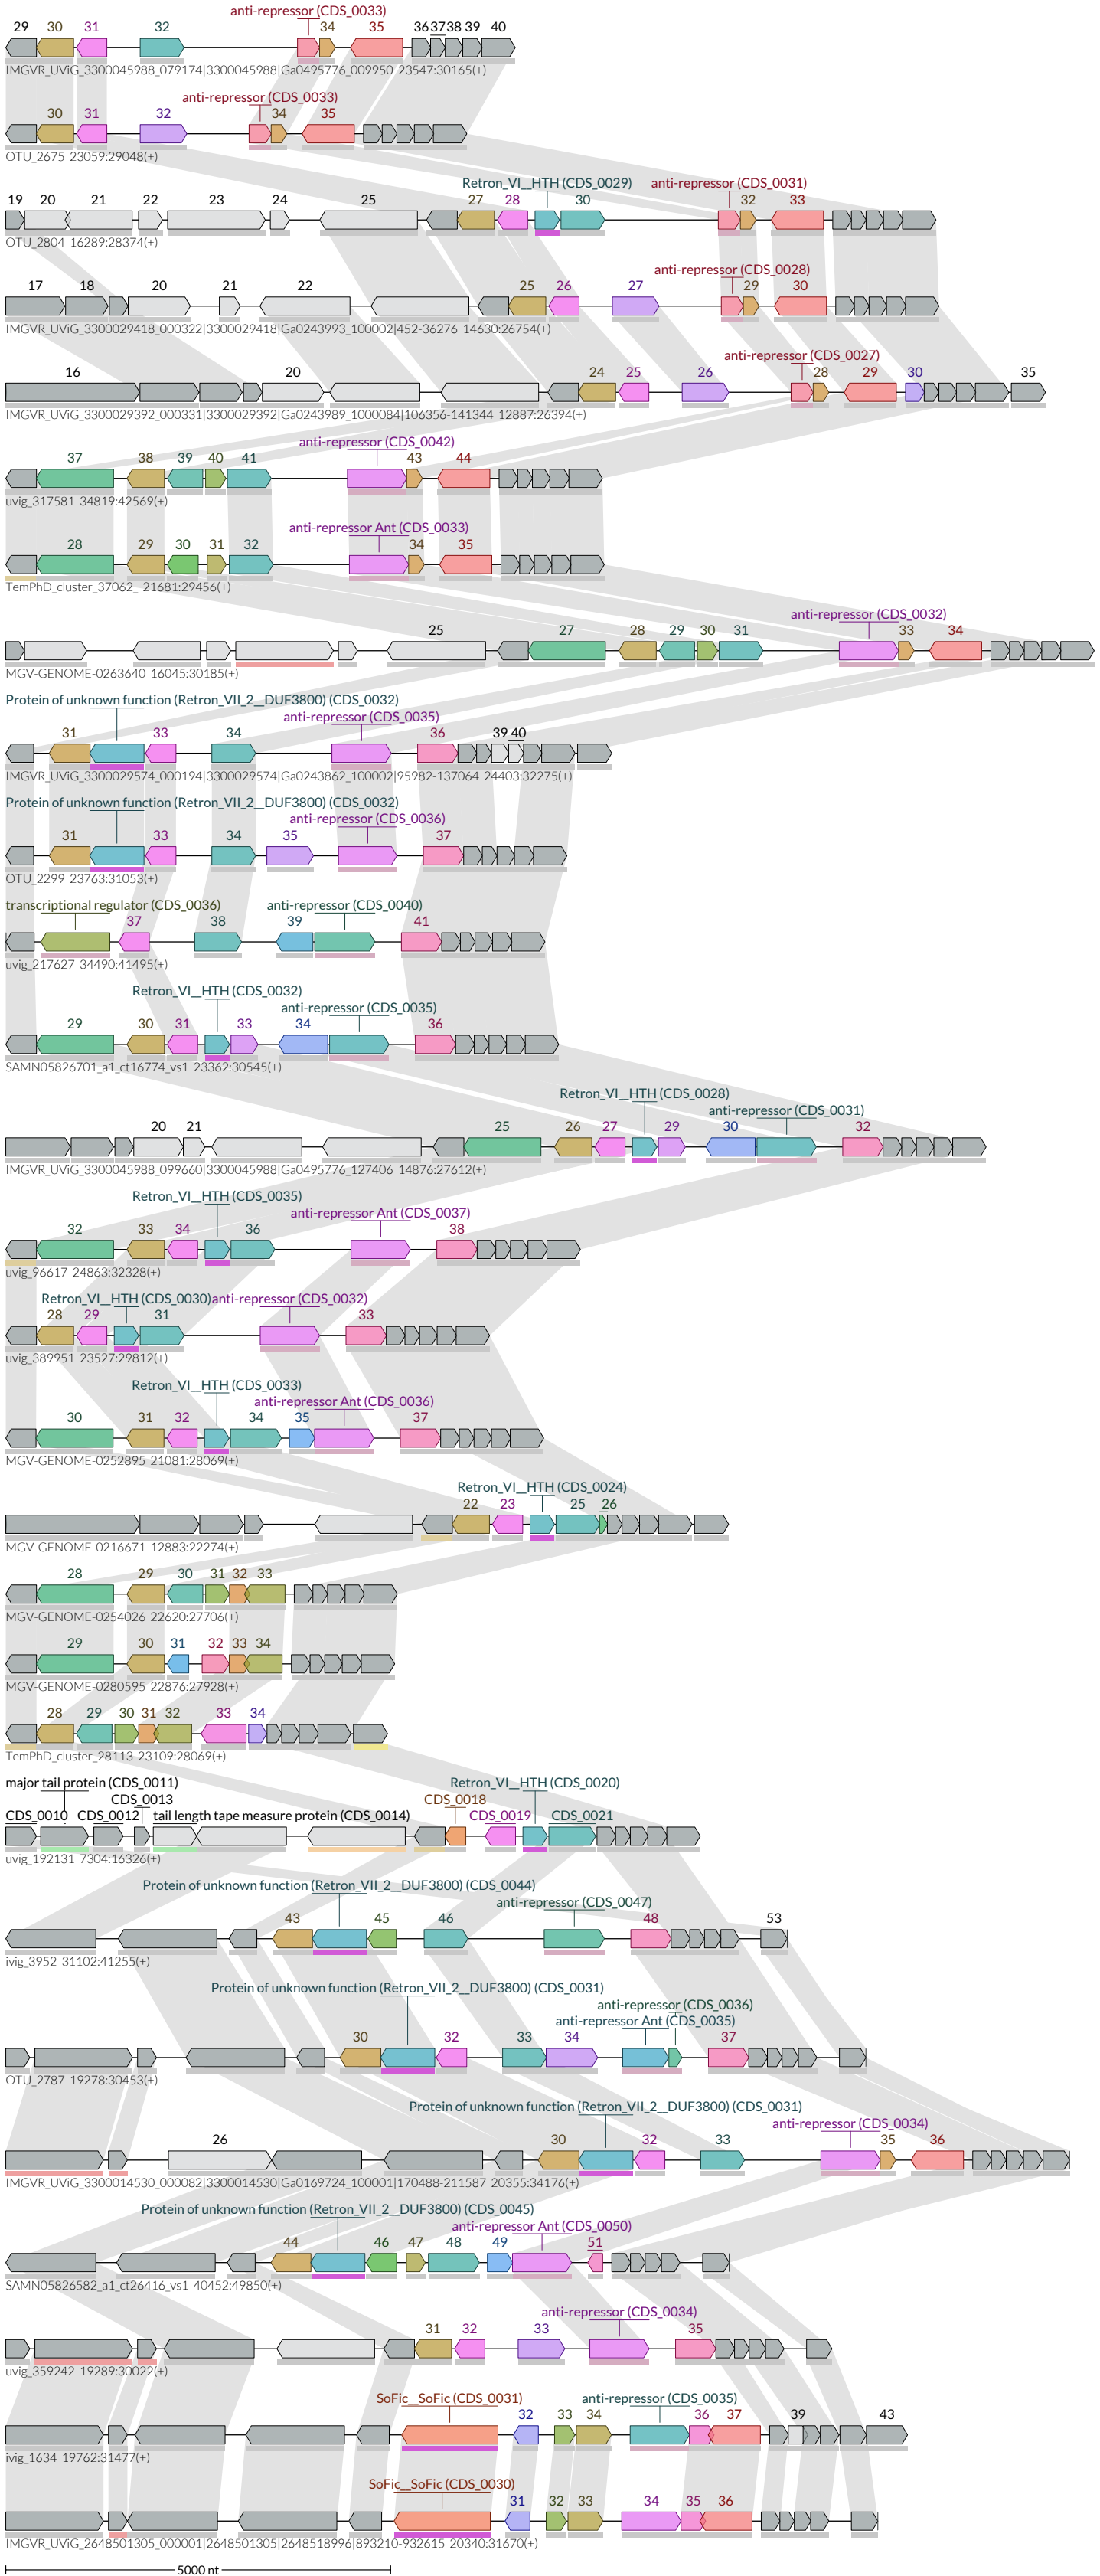 anti-repressor (CDS_0033)
29 30 31 32 34 35 36 37 38 39 40
IMGVR_UViG_3300045988_079174|3300045988|Ga0495776_009950 23547:30165(+)
anti-repressor (CDS_0033)
30 31 32 34 35
OTU_2675 23059:29048(+)
Retron_VI__HTH (CDS_0029) anti-repressor (CDS_0031)
19 20 21 22 23 24 25 27 28 30 32 33
OTU_2804 16289:28374(+)
anti-repressor (CDS_0028)
17 18 20 21 22 25 26 27 29 30
IMGVR_UViG_3300029418_000322|3300029418|Ga0243993_100002|452-36276 14630:26754(+)
anti-repressor (CDS_0027)
16 20 24 25 26 28 29 30 35
IMGVR_UViG_3300029392_000331|3300029392|Ga0243989_1000084|106356-141344 12887:26394(+)
anti-repressor (CDS_0042)
37 38 39 40 41 43 44
uvig_317581 34819:42569(+)
anti-repressor Ant (CDS_0033)
28 29 30 31 32 34 35
TemPhD_cluster_37062_ 21681:29456(+)
anti-repressor (CDS_0032)
25 27 28 29 30 31 33 34
MGV-GENOME-0263640 16045:30185(+)
Protein of unknown function (Retron_VII_2__DUF3800) (CDS_0032)
anti-repressor (CDS_0035)
31 33 34 36 39 40
IMGVR_UViG_3300029574_000194|3300029574|Ga0243862_100002|95982-137064 24403:32275(+)
Protein of unknown function (Retron_VII_2__DUF3800) (CDS_0032)
anti-repressor (CDS_0036)
31 33 34 35 37
OTU_2299 23763:31053(+)
transcriptional regulator (CDS_0036) anti-repressor (CDS_0040)
37 38 39 41
uvig_217627 34490:41495(+)
Retron_VI__HTH (CDS_0032)
anti-repressor (CDS_0035)
29 30 31 33 34 36
SAMN05826701_a1_ct16774_vs1 23362:30545(+)
Retron_VI__HTH (CDS_0028)
anti-repressor (CDS_0031)
20 21 25 26 27 29 30 32
IMGVR_UViG_3300045988_099660|3300045988|Ga0495776_127406 14876:27612(+)
Retron_VI__HTH (CDS_0035)
anti-repressor Ant (CDS_0037)
32 33 34 36 38
uvig_96617 24863:32328(+)
Retron_VI__HTH (CDS_0030) anti-repressor (CDS_0032)
28 29 31 33
uvig_389951 23527:29812(+)
Retron_VI__HTH (CDS_0033)
anti-repressor Ant (CDS_0036)
30 31 32 34 35 37
MGV-GENOME-0252895 21081:28069(+)
Retron_VI__HTH (CDS_0024)
22 23 25 26
MGV-GENOME-0216671 12883:22274(+)
28 29 30 31 32 33
MGV-GENOME-0254026 22620:27706(+)
29 30 31 32 33 34
MGV-GENOME-0280595 22876:27928(+)
28 29 30 31 32 33 34
TemPhD_cluster_28113 23109:28069(+)
major tail protein (CDS_0011) Retron_VI__HTH (CDS_0020)
CDS_0013 CDS_0018
CDS_0010 CDS_0012 tail length tape measure protein (CDS_0014) CDS_0019 CDS_0021
uvig_192131 7304:16326(+)
Protein of unknown function (Retron_VII_2__DUF3800) (CDS_0044)
anti-repressor (CDS_0047)
43 45 46 48 53
ivig_3952 31102:41255(+)
Protein of unknown function (Retron_VII_2__DUF3800) (CDS_0031)
anti-repressor (CDS_0036)
anti-repressor Ant (CDS_0035)
30 32 33 34 37
OTU_2787 19278:30453(+)
Protein of unknown function (Retron_VII_2__DUF3800) (CDS_0031)
anti-repressor (CDS_0034)
26 30 32 33 35 36
IMGVR_UViG_3300014530_000082|3300014530|Ga0169724_100001|170488-211587 20355:34176(+)
Protein of unknown function (Retron_VII_2__DUF3800) (CDS_0045)
anti-repressor Ant (CDS_0050)
44 46 47 48 49 51
SAMN05826582_a1_ct26416_vs1 40452:49850(+)
anti-repressor (CDS_0034)
31 32 33 35
uvig_359242 19289:30022(+)
SoFic__SoFic (CDS_0031) anti-repressor (CDS_0035)
32 33 34 36 37 39 43
ivig_1634 19762:31477(+)
SoFic__SoFic (CDS_0030)
31 32 33 34 35 36
IMGVR_UViG_2648501305_000001|2648501305|2648518996|893210-932615 20340:31670(+)
5000 nt